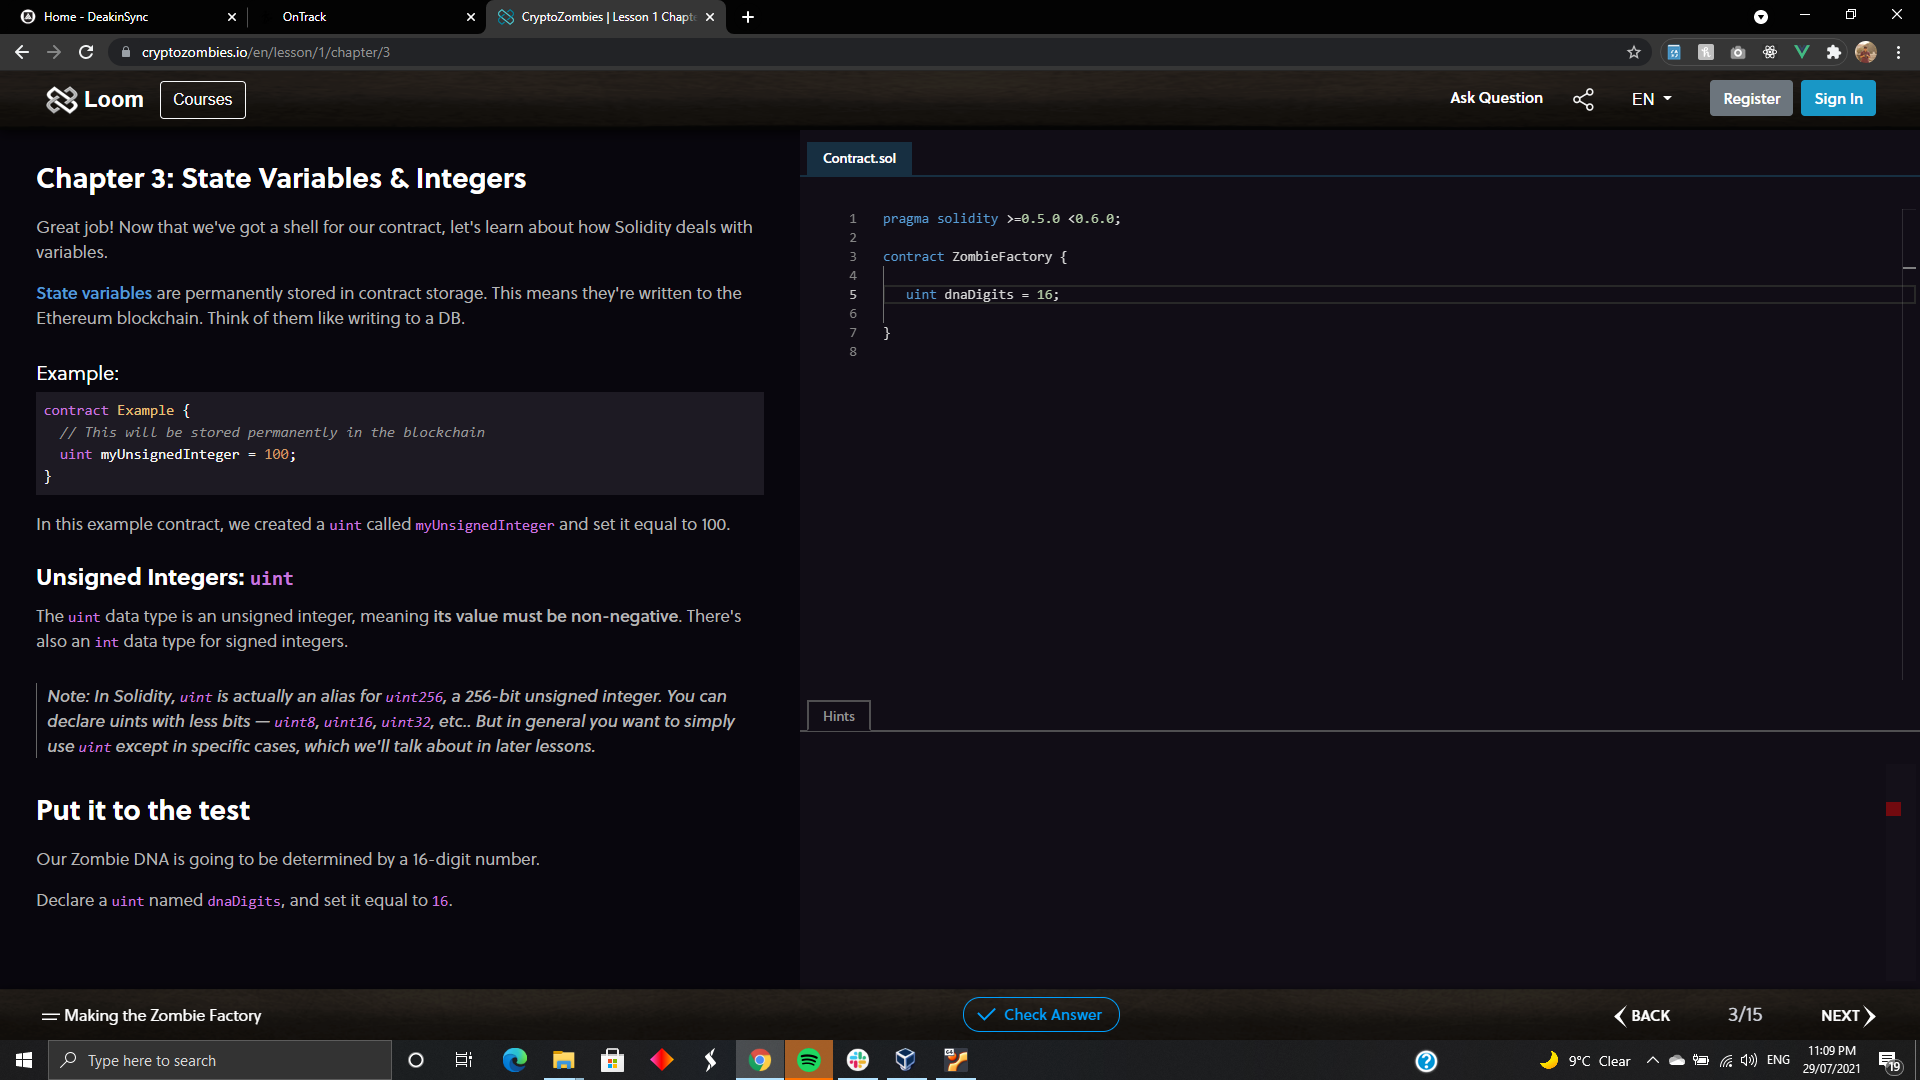 Home - DeakinSync
OnTrack
CryptoZombies | Lesson 1 Chapt
cryptozombies.io/en/lesson/1/chapter/3
Loom
Courses
Ask Question
EN
Register
Sign In
Chapter 3: State Variables & Integers
Great job! Now that we've got a shell for our contract, let's learn about how Solidity deals with
variables.
State variables are permanently stored in contract storage. This means they're written to the
Ethereum blockchain. Think of them like writing to a DB.
Example:
contract Example {
// This will be stored permanently in the blockchain
uint myUnsignedInteger = 100;
}
In this example contract, we created a uint called myUnsignedInteger and set it equal to 100.
Unsigned Integers: uint
The uint data type is an unsigned integer, meaning its value must be non-negative. There's
also an int data type for signed integers.
Note: In Solidity, uint is actually an alias for uint256, a 256-bit unsigned integer. You can
declare uints with less bits — uint8, uint16, uint32, etc.. But in general you want to simply
use uint except in specific cases, which we'll talk about in later lessons.
Put it to the test
Our Zombie DNA is going to be determined by a 16-digit number.
Declare a uint named dnaDigits, and set it equal to 16.
Contract.sol
1 pragma solidity >=0.5.0 <0.6.0;
2
3 contract ZombieFactory {
4
5 uint dnaDigits = 16;
6
7 }
8
Hints
Making the Zombie Factory
Check Answer
BACK
3/15
NEXT
Type here to search
9°C Clear
ENG
11:09 PM
29/07/2021
19